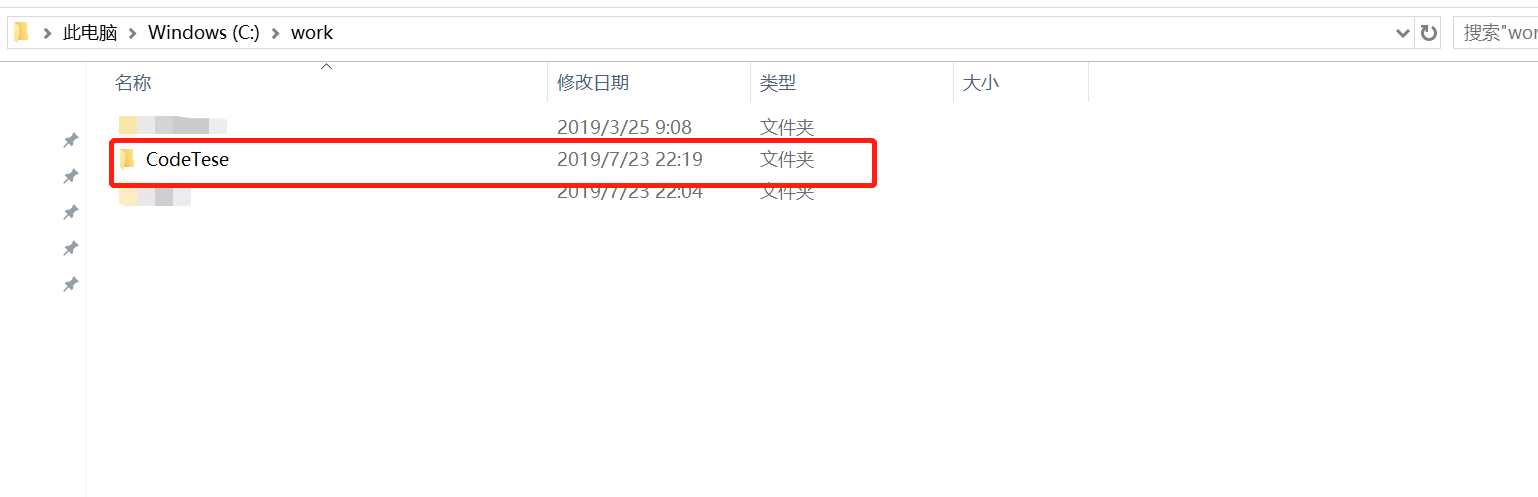 此电脑 > Windows (C:) > work
搜索"wor
名称 修改日期 类型 大小
2019/3/25 9:08 文件夹
CodeTese 2019/7/23 22:19 文件夹
2019/7/23 22:04 文件夹